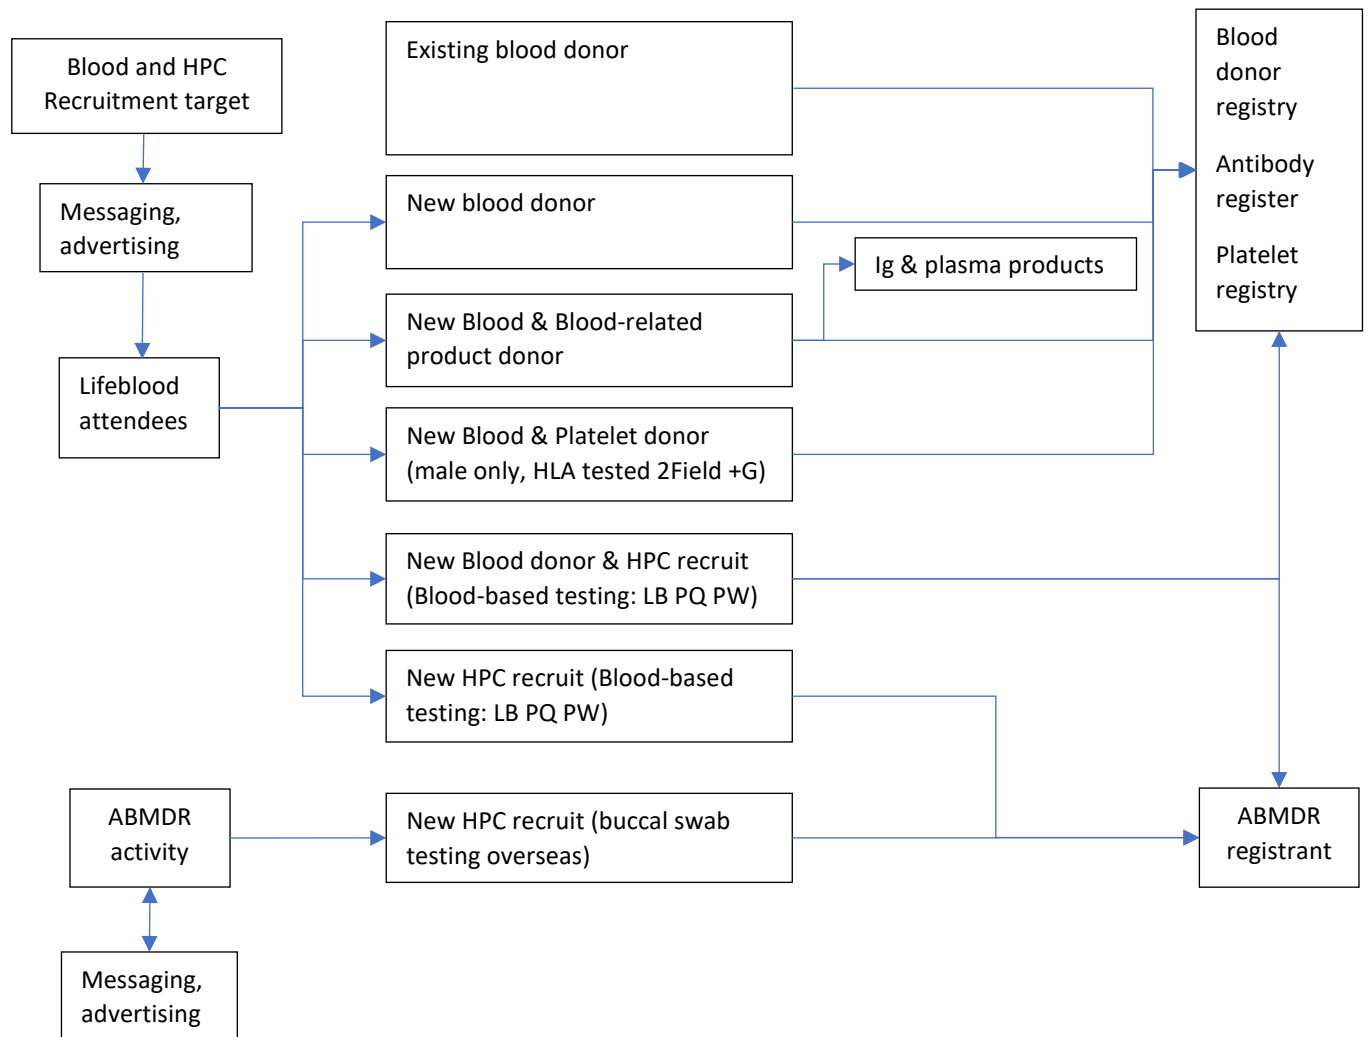 Blood and HPC
Recruitment target
Messaging,
advertising
Lifeblood
attendees
ABMDR
activity
Messaging,
advertising
Existing blood donor
New blood donor
New Blood & Blood-related
product donor
New Blood & Platelet donor
(male only, HLA tested 2Field +G)
New Blood donor & HPC recruit
(Blood-based testing: LB PQ PW)
New HPC recruit (Blood-based
testing: LB PQ PW)
New HPC recruit (buccal swab
testing overseas)
Ig & plasma products
Blood
donor
registry
Antibody
register
Platelet
registry
ABMDR
registrant